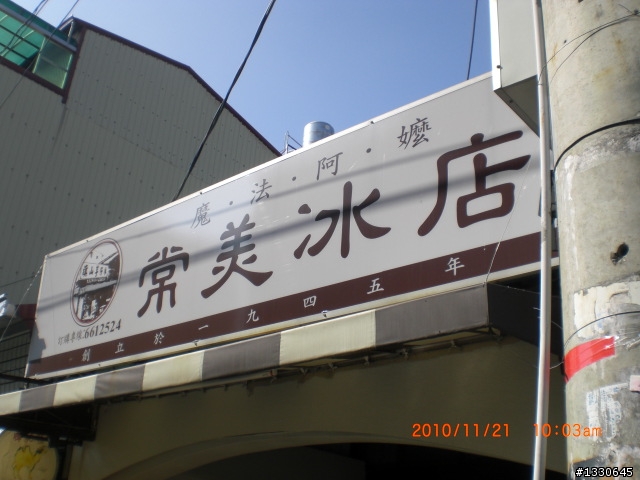 魔·法·阿·嬤
常美冰店
訂購專線:6612524
創立於一九四五年
2010/11/21 10:03am
#1330645